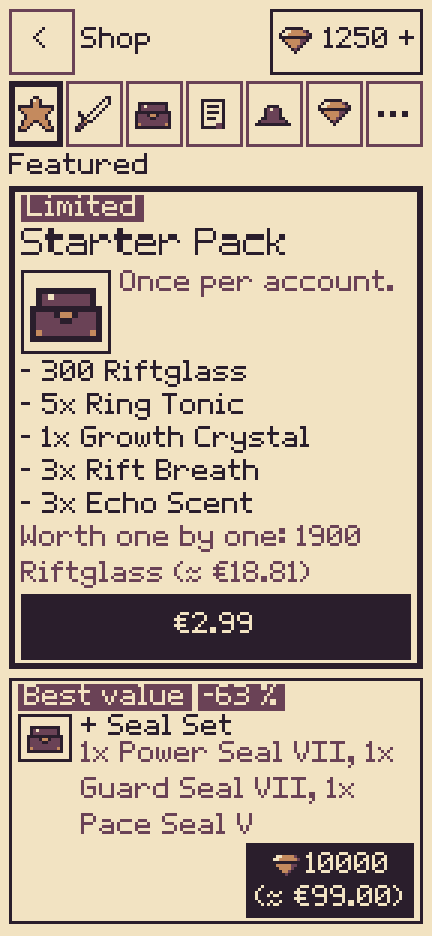 Shop
1250 +
Featured
Limited
Starter Pack
Once per account.
- 300 Riftglass
- 5x Ring Tonic
- 1x Growth Crystal
- 3x Rift Breath
- 3x Echo Scent
Worth one by one: 1900
Riftglass (≈ €18.81)
€2.99
Best value -63 %
+ Seal Set
1x Power Seal VII, 1x
Guard Seal VII, 1x
Pace Seal V
10000
(≈ €99.00)